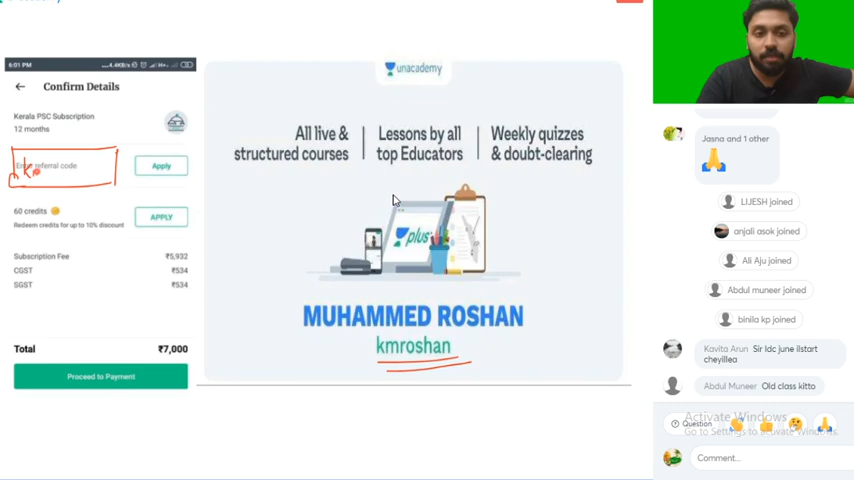 6:01 PM
...4.4KB/s
H+
Confirm Details
Kerala PSC Subscription
12 months
Enter referral code
Apply
60 credits
Redeem credits for up to 10% discount
APPLY
Subscription Fee ₹5,932
CGST ₹534
SGST ₹534
Total ₹7,000
Proceed to Payment
unacademy
All live &
structured courses
Lessons by all
top Educators
Weekly quizzes
& doubt-clearing
plus
MUHAMMED ROSHAN
kmroshan
Jasna and 1 other
LIJESH joined
anjali asok joined
Ali Aju joined
Abdul muneer joined
binila kp joined
Kavita Arun Sir ldc june ilstart
cheyillea
Abdul Muneer Old class kitto
Activate Windows
Question
Go to Settings to activate Windows.
Comment...